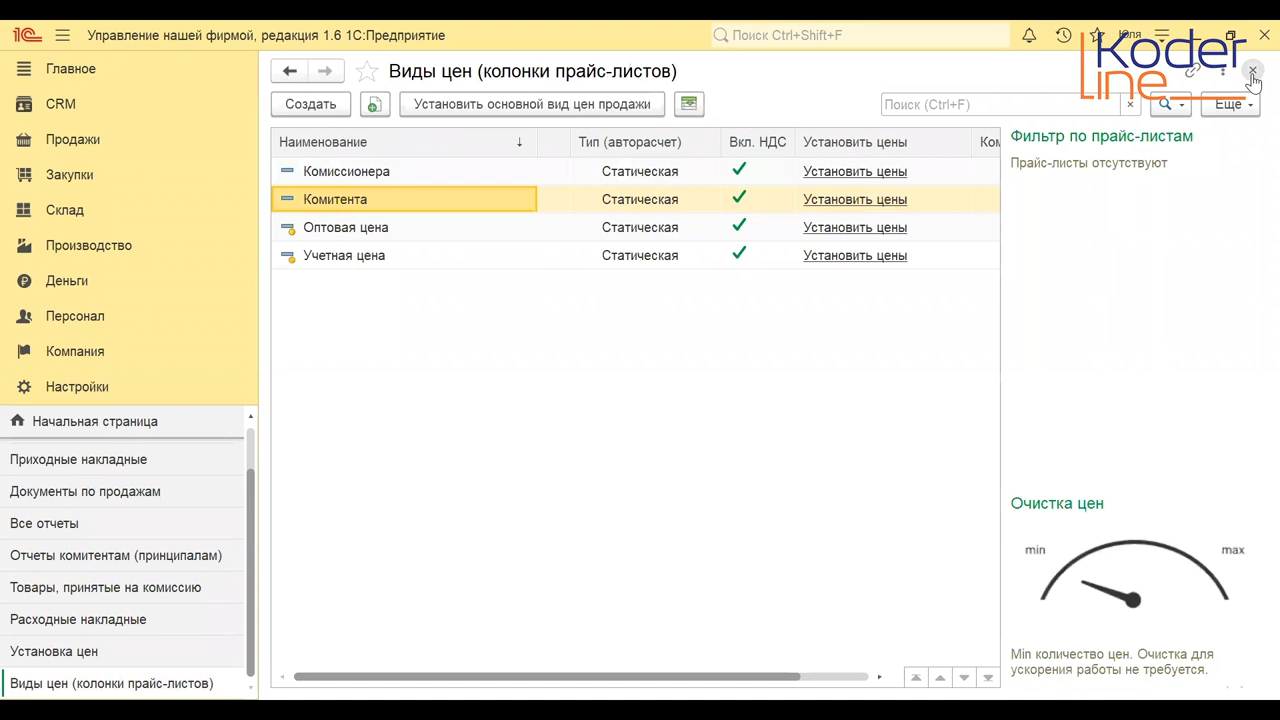 1С Управление нашей фирмой, редакция 1.6 1С:Предприятие Поиск Ctrl+Shift+F Юля
Koder
line
Главное
CRM
Продажи
Закупки
Склад
Производство
Деньги
Персонал
Компания
Настройки
Начальная страница
Приходные накладные
Документы по продажам
Все отчеты
Отчеты комитентам (принципалам)
Товары, принятые на комиссию
Расходные накладные
Установка цен
Виды цен (колонки прайс-листов)
Виды цен (колонки прайс-листов)
Создать Установить основной вид цен продажи Поиск (Ctrl+F) Еще
Наименование Тип (авторасчет) Вкл. НДС Установить цены Ком
Комиссионера Статическая Установить цены
Комитента Статическая Установить цены
Оптовая цена Статическая Установить цены
Учетная цена Статическая Установить цены
Фильтр по прайс-листам
Прайс-листы отсутствуют
Очистка цен
min max
Min количество цен. Очистка для
ускорения работы не требуется.